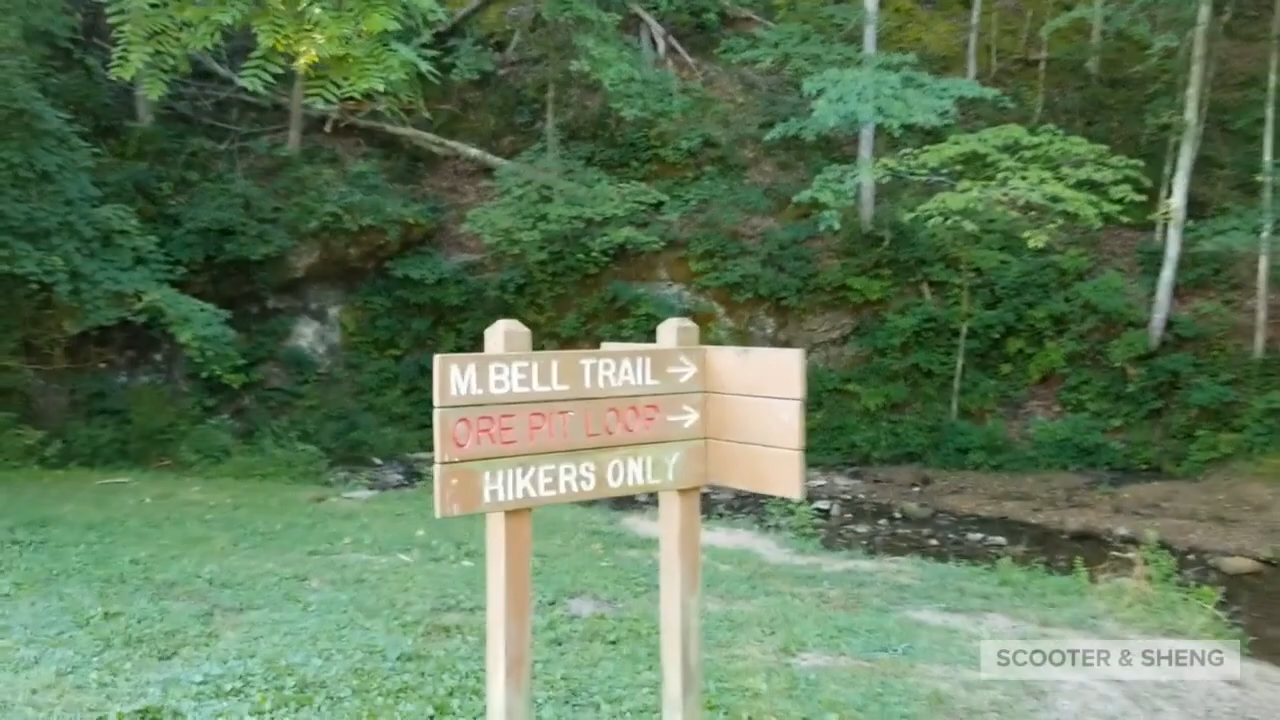 M. BELL TRAIL →
ORE PIT LOOP →
HIKERS ONLY
SCOOTER & SHENG